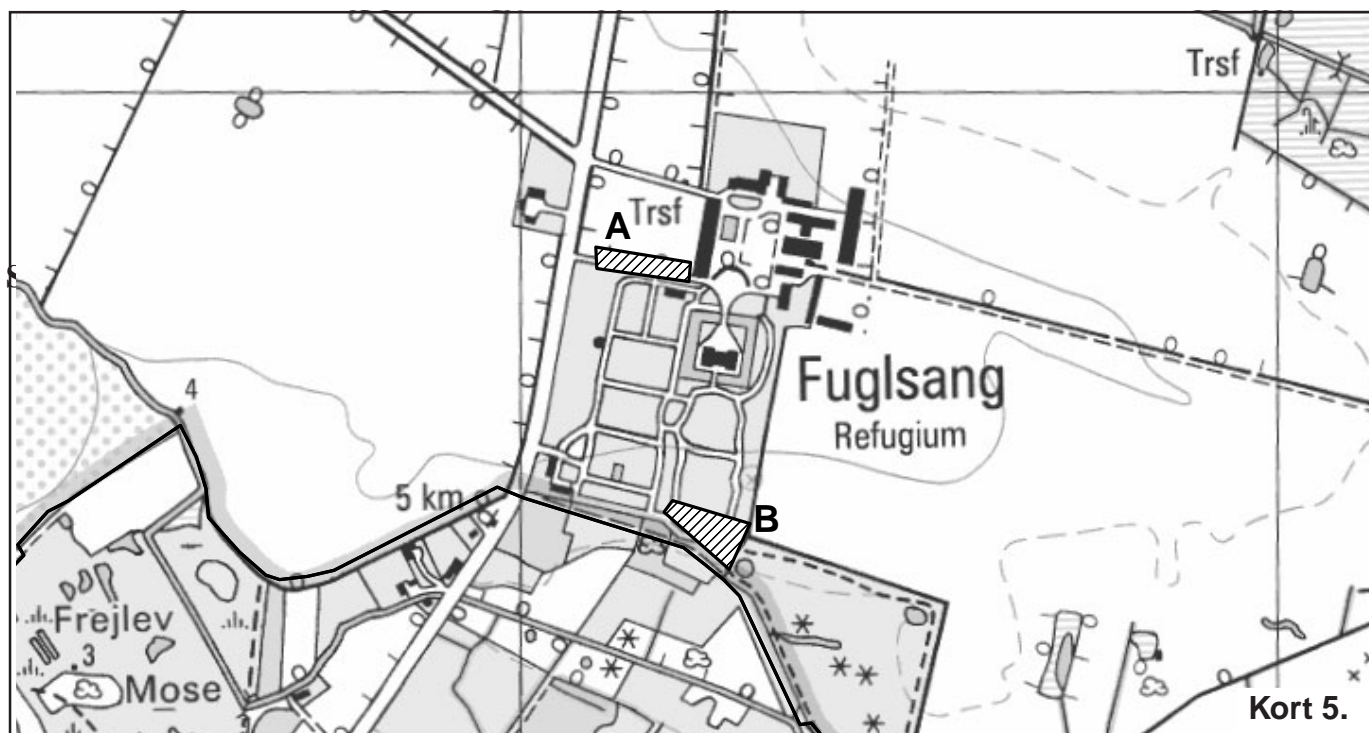 Trsf
Trsf
A
S
Fuglsang
Refugium
4
5 km
B
Frejlev
3
Mose
Kort 5.